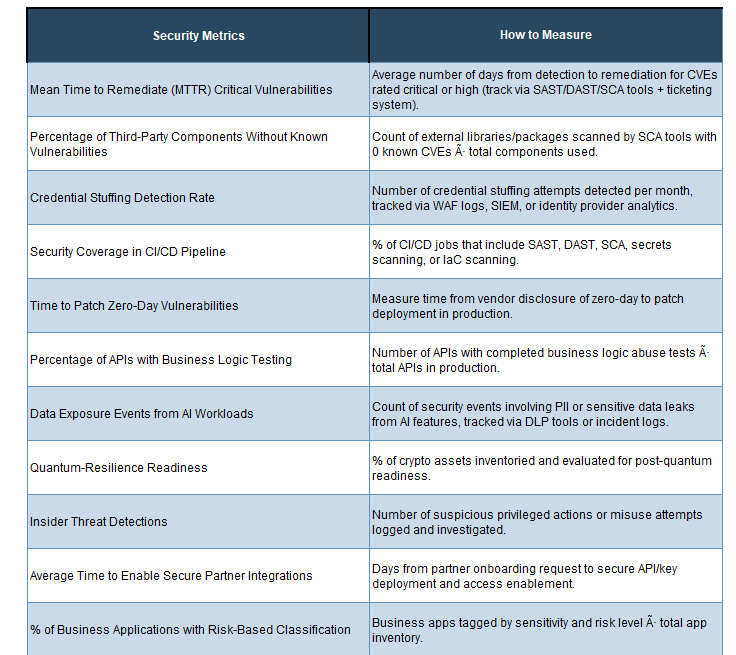 Security Metrics
How to Measure
Mean Time to Remediate (MTTR) Critical Vulnerabilities
Average number of days from detection to remediation for CVEs
rated critical or high (track via SAST/DAST/SCA tools + ticketing
system).
Percentage of Third-Party Components Without Known
Vulnerabilities
Count of external libraries/packages scanned by SCA tools with
0 known CVEs Ã· total components used.
Credential Stuffing Detection Rate
Number of credential stuffing attempts detected per month,
tracked via WAF logs, SIEM, or identity provider analytics.
Security Coverage in CI/CD Pipeline
% of CI/CD jobs that include SAST, DAST, SCA, secrets
scanning, or IaC scanning.
Time to Patch Zero-Day Vulnerabilities
Measure time from vendor disclosure of zero-day to patch
deployment in production.
Percentage of APIs with Business Logic Testing
Number of APIs with completed business logic abuse tests Ã·
total APIs in production.
Data Exposure Events from AI Workloads
Count of security events involving PII or sensitive data leaks
from AI features, tracked via DLP tools or incident logs.
Quantum-Resilience Readiness
% of crypto assets inventoried and evaluated for post-quantum
readiness.
Insider Threat Detections
Number of suspicious privileged actions or misuse attempts
logged and investigated.
Average Time to Enable Secure Partner Integrations
Days from partner onboarding request to secure API/key
deployment and access enablement.
% of Business Applications with Risk-Based Classification
Business apps tagged by sensitivity and risk level Ã· total app
inventory.